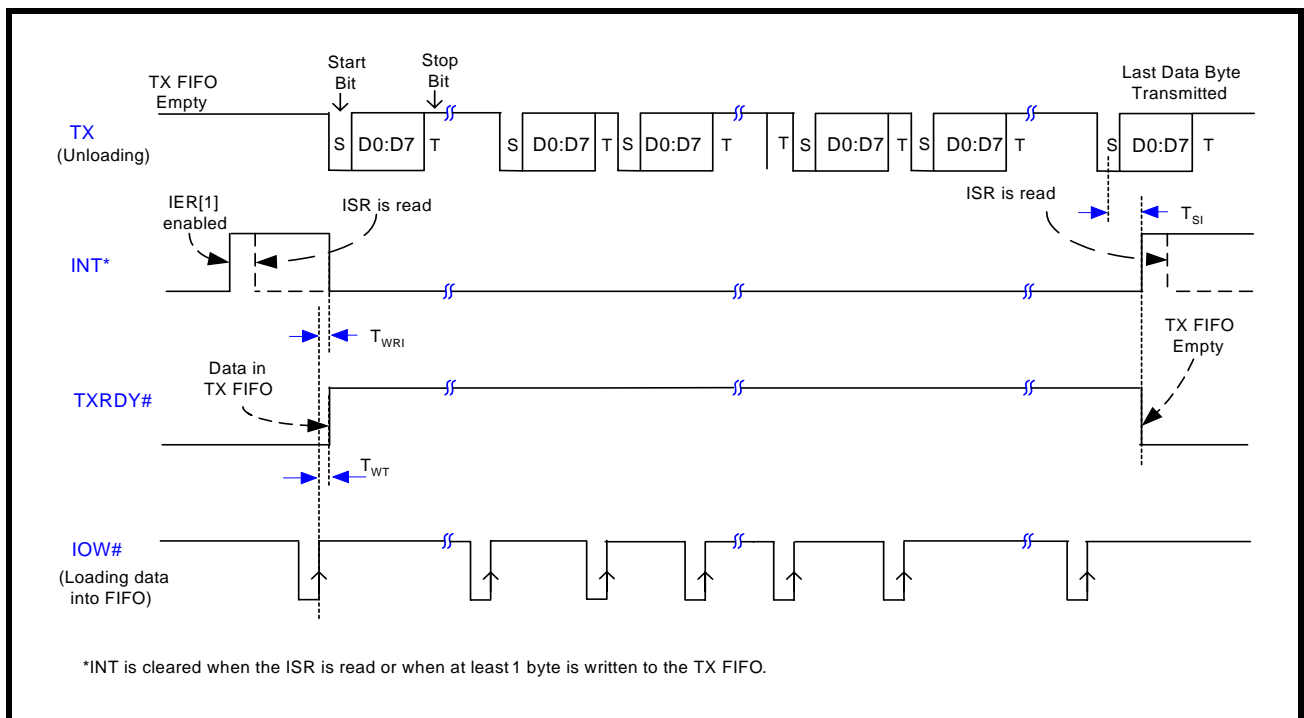 Start
Bit
Stop
Bit
TX FIFO
Empty
Last Data Byte
Transmitted
TX
(Unloading)
S D0:D7 T S D0:D7 T S D0:D7 T T S D0:D7 T S D0:D7 T S D0:D7 T
IER[1]
enabled
ISR is read
ISR is read
TSI
INT*
TWRI
TX FIFO
Empty
Data in
TX FIFO
TXRDY#
TWT
IOW#
(Loading data
into FIFO)
*INT is cleared when the ISR is read or when at least 1 byte is written to the TX FIFO.